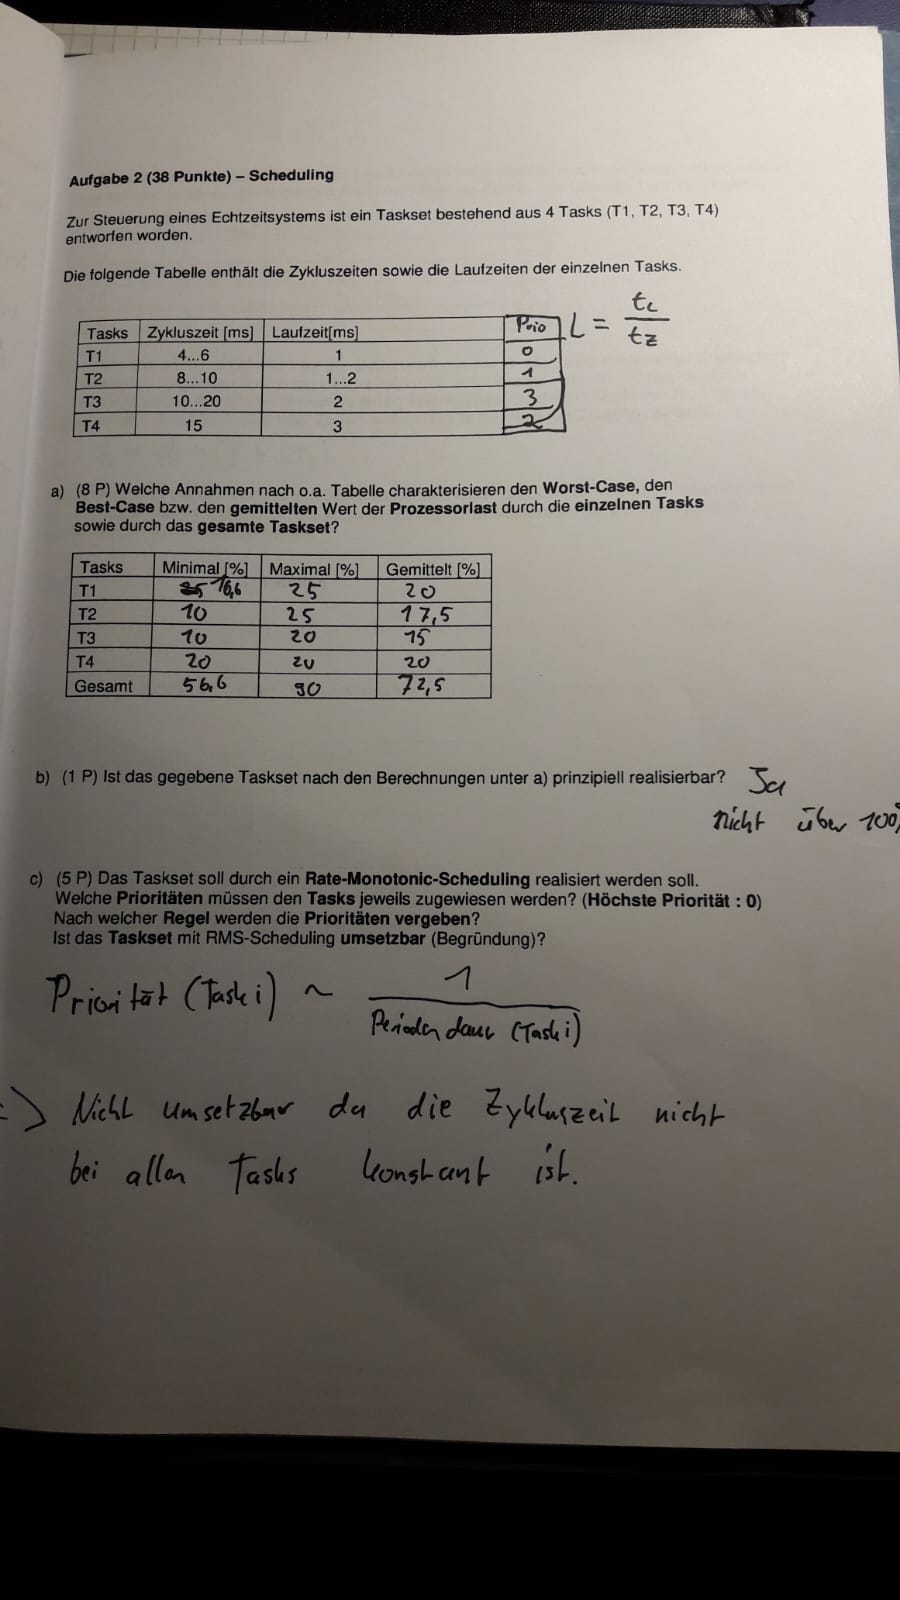 Aufgabe 2 (38 Punkte) – Scheduling
Zur Steuerung eines Echtzeitsystems ist ein Taskset bestehend aus 4 Tasks (T1, T2, T3, T4)
entworfen worden.
Die folgende Tabelle enthält die Zykluszeiten sowie die Laufzeiten der einzelnen Tasks.
Tasks Zykluszeit [ms] Laufzeit[ms] Prio L = tL / tZ
T1 4...6 1 0
T2 8...10 1...2 1
T3 10...20 2 3
T4 15 3 2
a) (8 P) Welche Annahmen nach o.a. Tabelle charakterisieren den Worst-Case, den
Best-Case bzw. den gemittelten Wert der Prozessorlast durch die einzelnen Tasks
sowie durch das gesamte Taskset?
Tasks Minimal [%] Maximal [%] Gemittelt [%]
T1 16,6 25 20
T2 10 25 17,5
T3 10 20 15
T4 20 20 20
Gesamt 56,6 90 72,5
b) (1 P) Ist das gegebene Taskset nach den Berechnungen unter a) prinzipiell realisierbar? Ja
nicht über 100%
c) (5 P) Das Taskset soll durch ein Rate-Monotonic-Scheduling realisiert werden soll.
Welche Prioritäten müssen den Tasks jeweils zugewiesen werden? (Höchste Priorität : 0)
Nach welcher Regel werden die Prioritäten vergeben?
Ist das Taskset mit RMS-Scheduling umsetzbar (Begründung)?
Priorität (Task i) ~ 1 / Periodendauer (Task i)
=> Nicht umsetzbar da die Zykluszeit nicht
bei allen Tasks konstant ist.